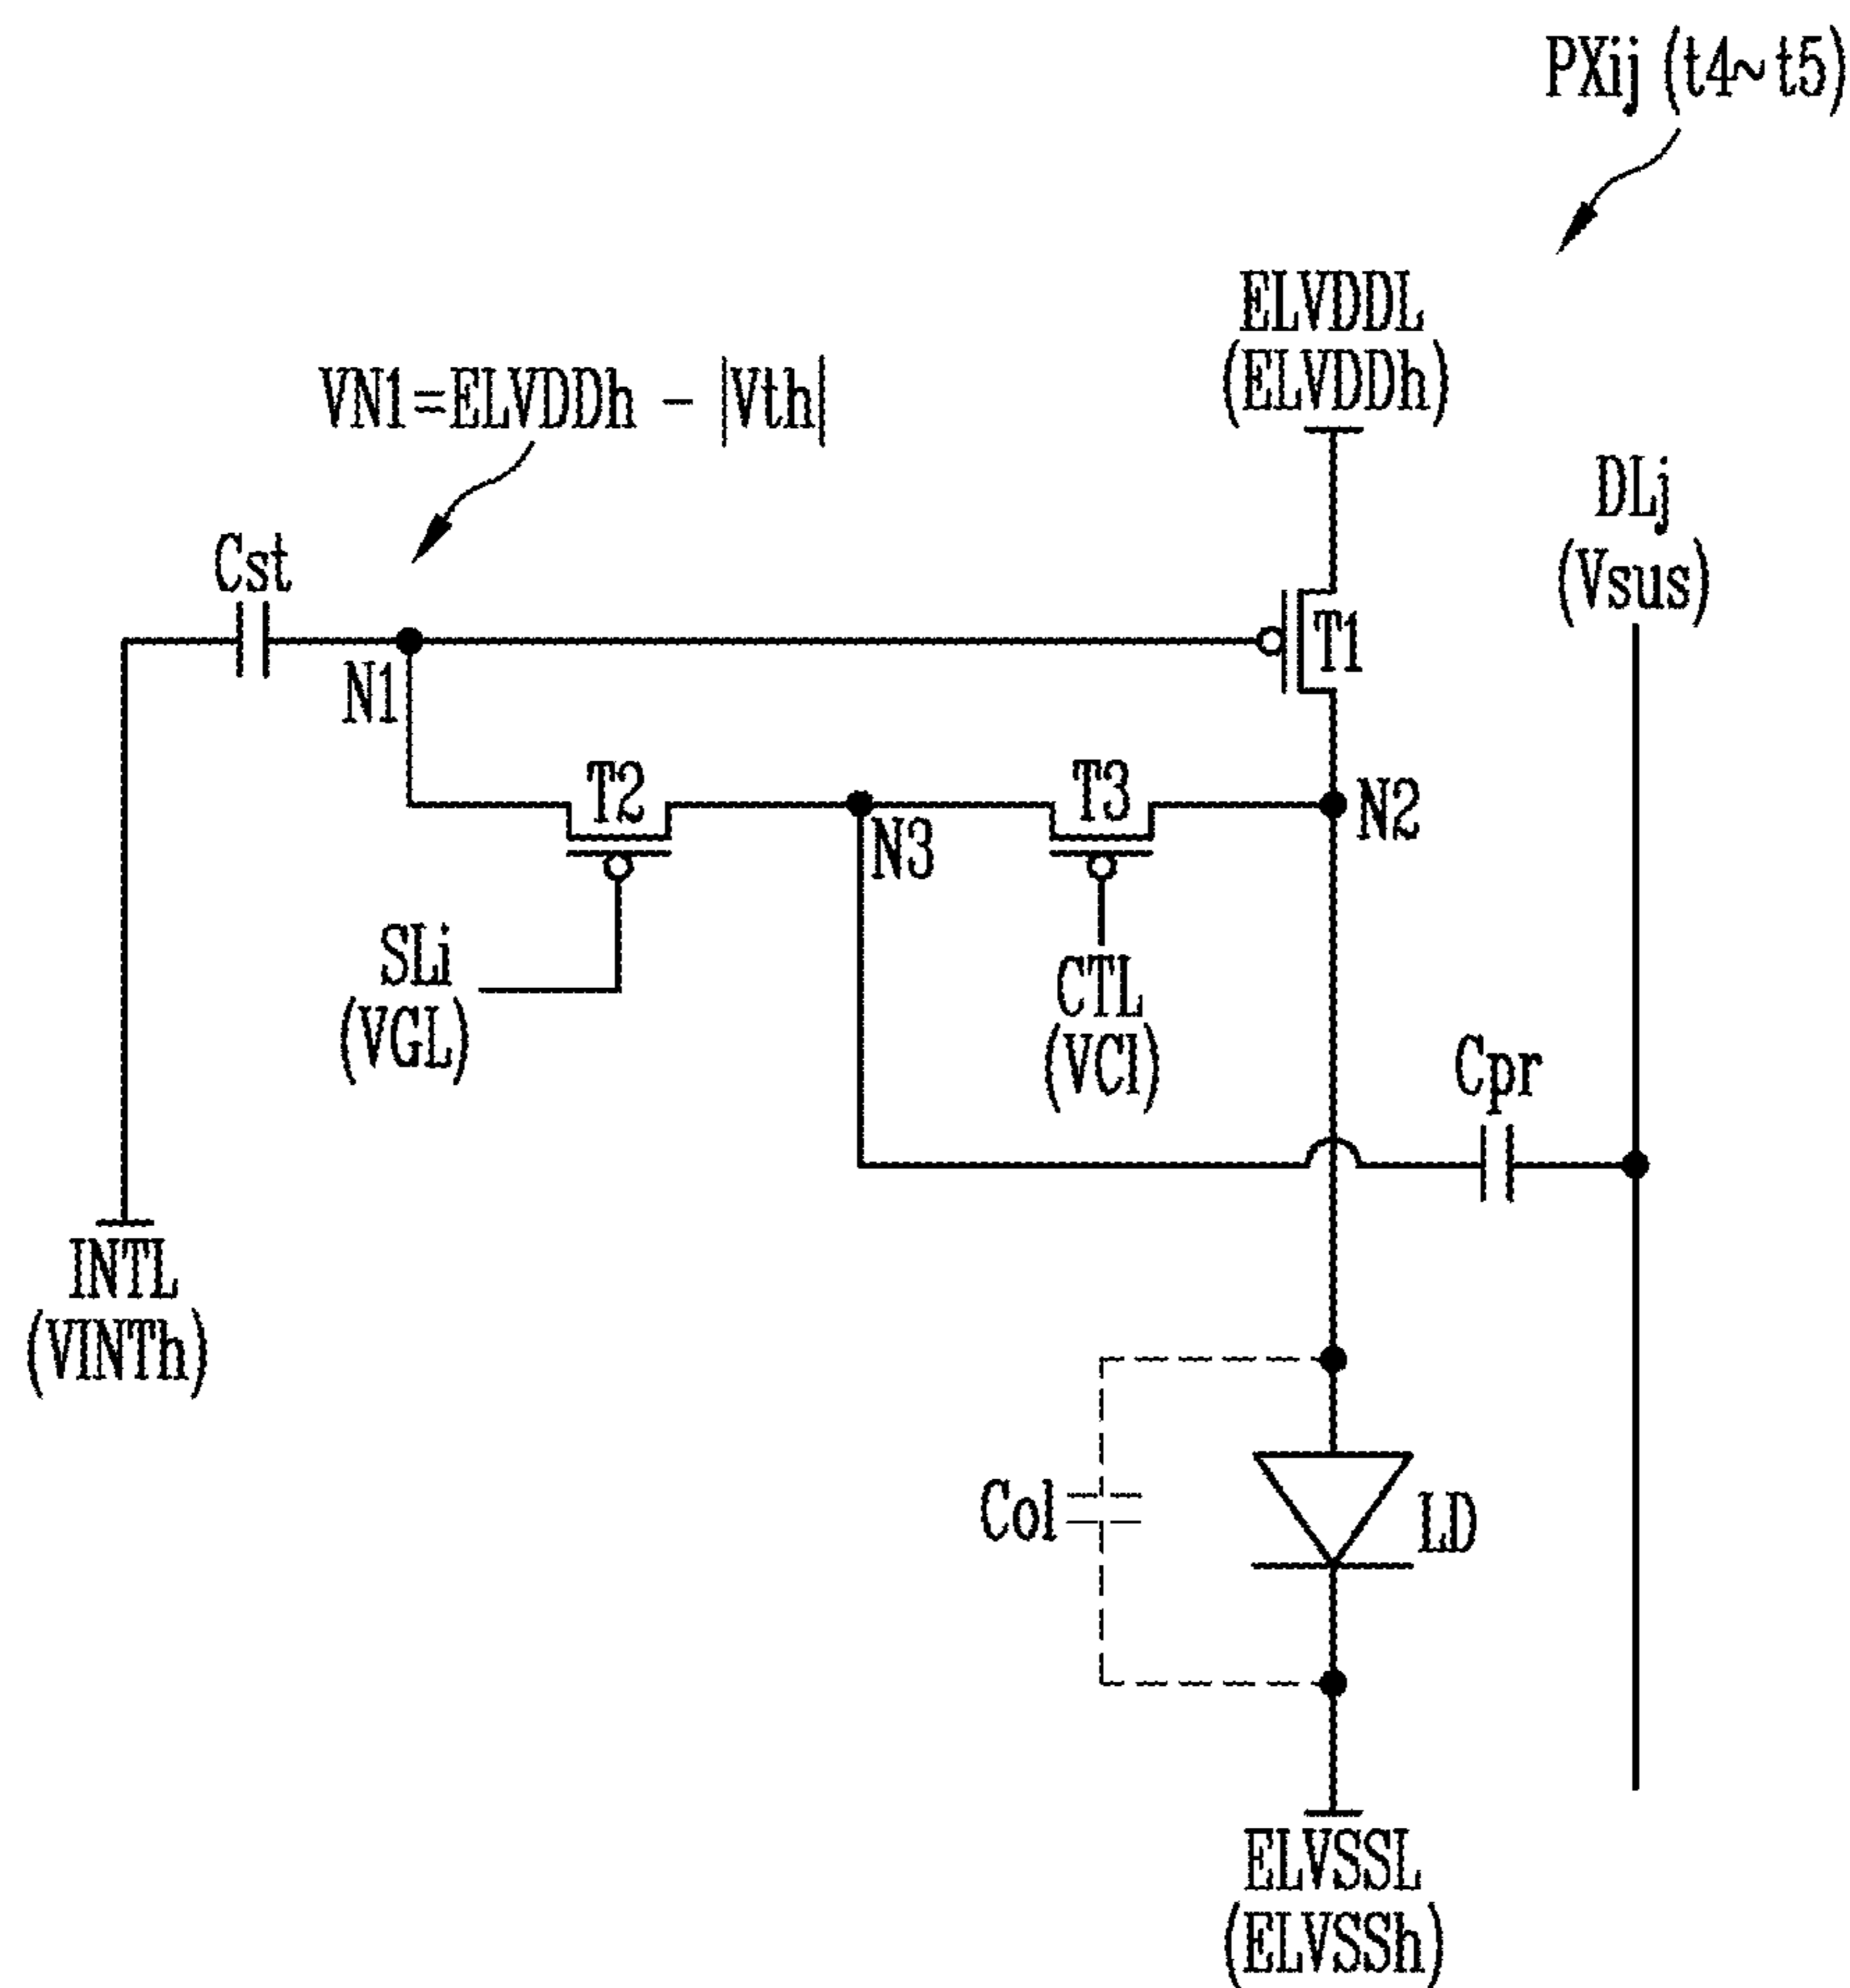 PXij (t4~t5)
ELVDDL
(ELVDDh)
VN1=ELVDDh - |Vth|
DLj
(Vsus)
Cst
T1
N1
T2
T3
N2
N3
SLi
(VGL)
CTL
(VCl)
Cpr
INTL
(VINTh)
Col
LD
ELVSSL
(ELVSSh)